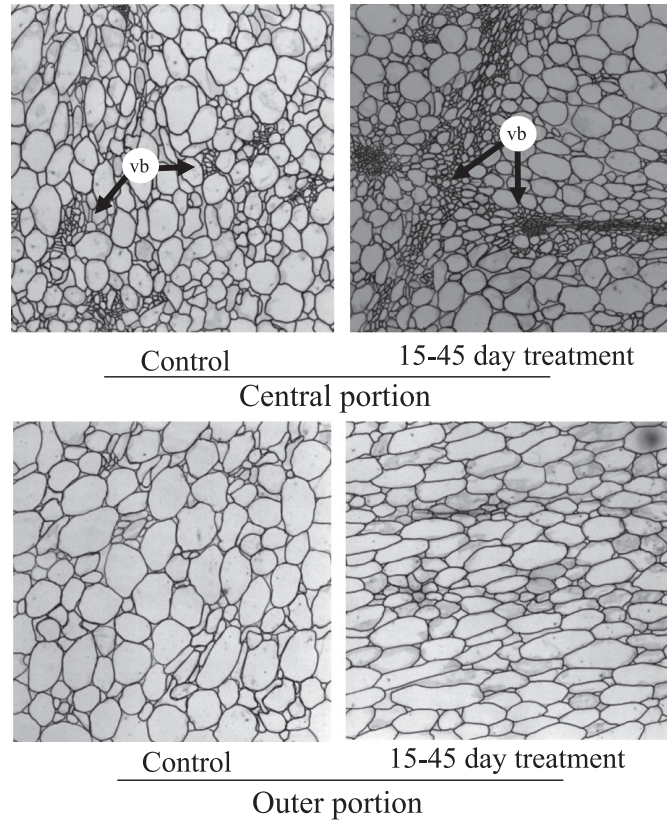 vb
vb
Control
15-45 day treatment
Central portion
Control
15-45 day treatment
Outer portion